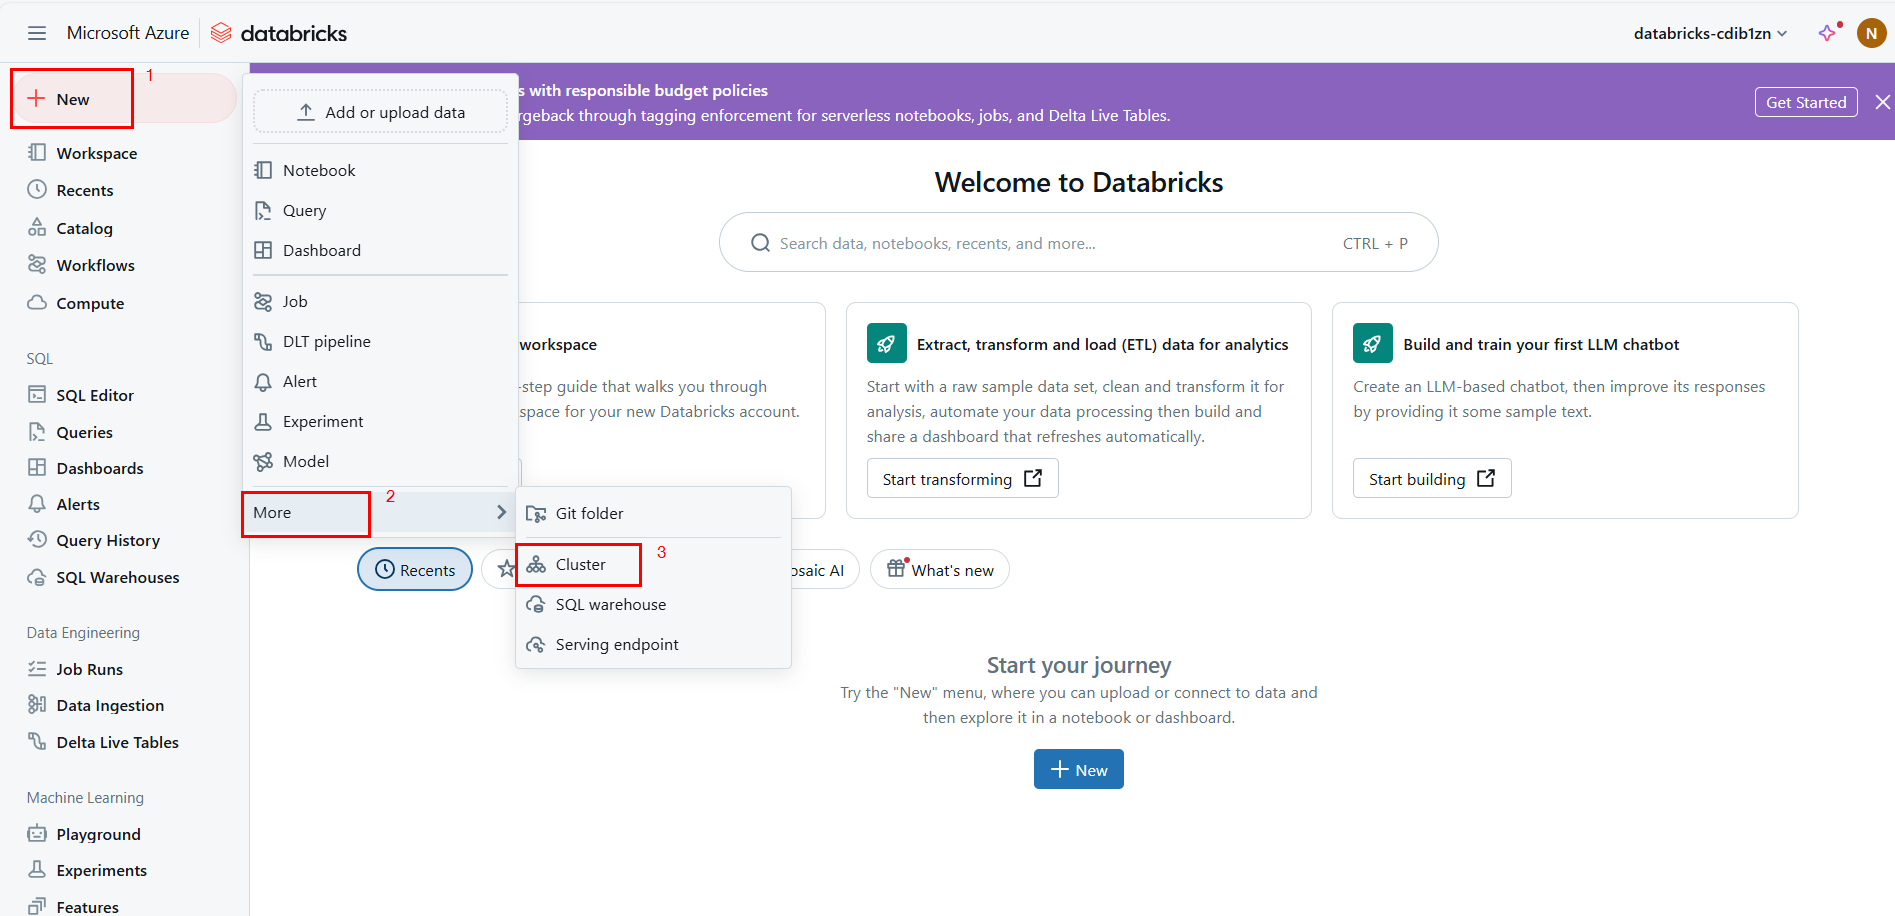 Microsoft Azure
databricks
databricks-cdib1zn
N
New
1
Workspace
Recents
Catalog
Workflows
Compute
SQL
SQL Editor
Queries
Dashboards
Alerts
Query History
SQL Warehouses
Data Engineering
Job Runs
Data Ingestion
Delta Live Tables
Machine Learning
Playground
Experiments
Features
Add or upload data
Notebook
Query
Dashboard
Job
DLT pipeline
Alert
Experiment
Model
More
2
Git folder
Cluster
3
SQL warehouse
Serving endpoint
s with responsible budget policies
rgeback through tagging enforcement for serverless notebooks, jobs, and Delta Live Tables.
Get Started
Welcome to Databricks
Search data, notebooks, recents, and more...
CTRL + P
workspace
-step guide that walks you through
space for your new Databricks account.
Extract, transform and load (ETL) data for analytics
Start with a raw sample data set, clean and transform it for
analysis, automate your data processing then build and
share a dashboard that refreshes automatically.
Start transforming
Build and train your first LLM chatbot
Create an LLM-based chatbot, then improve its responses
by providing it some sample text.
Start building
Recents
osaic AI
What's new
Start your journey
Try the "New" menu, where you can upload or connect to data and
then explore it in a notebook or dashboard.
New